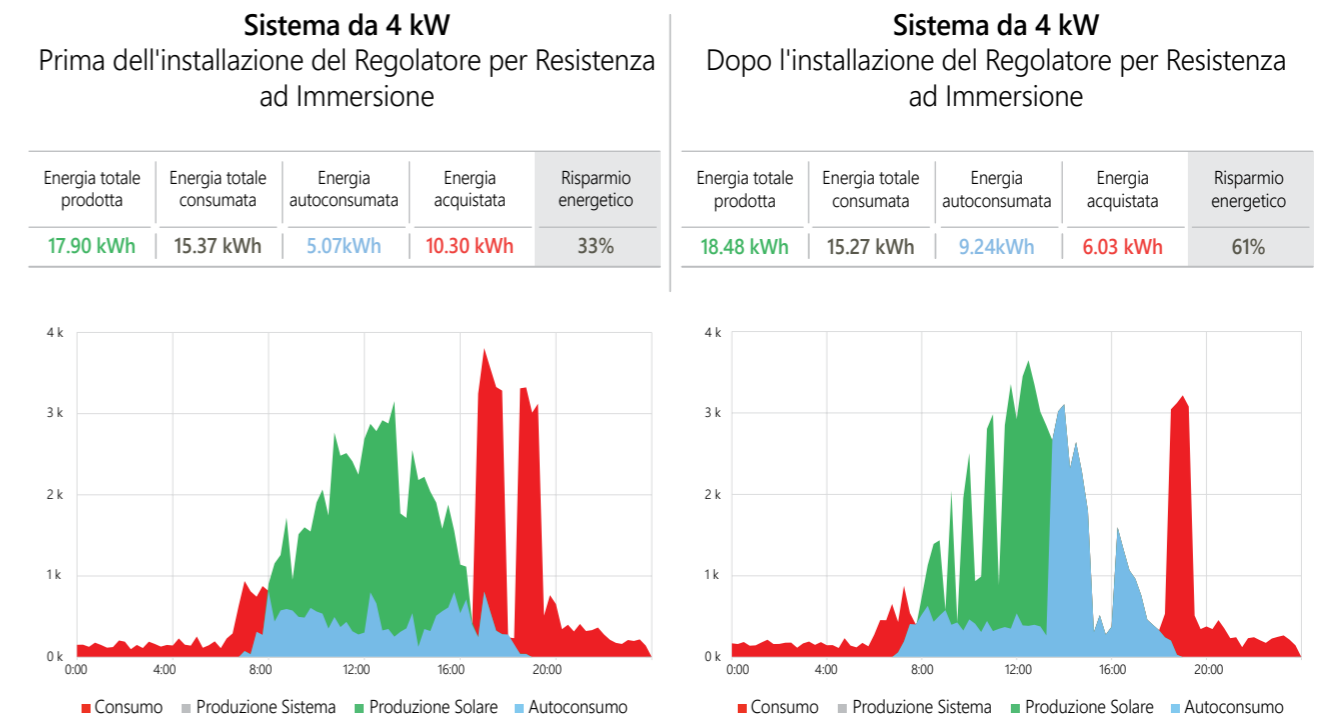 Sistema da 4 kW
Prima dell'installazione del Regolatore per Resistenza
ad Immersione
Energia totale
prodotta
Energia totale
consumata
Energia
autoconsumata
Energia
acquistata
Risparmio
energetico
17.90 kWh
15.37 kWh
5.07kWh
10.30 kWh
33%
4 k
3 k
2 k
1 k
0 k
0:00
4:00
8:00
12:00
16:00
20:00
Consumo
Produzione Sistema
Produzione Solare
Autoconsumo
Sistema da 4 kW
Dopo l'installazione del Regolatore per Resistenza
ad Immersione
Energia totale
prodotta
Energia totale
consumata
Energia
autoconsumata
Energia
acquistata
Risparmio
energetico
18.48 kWh
15.27 kWh
9.24kWh
6.03 kWh
61%
4 k
3 k
2 k
1 k
0 k
0:00
4:00
8:00
12:00
16:00
20:00
Consumo
Produzione Sistema
Produzione Solare
Autoconsumo